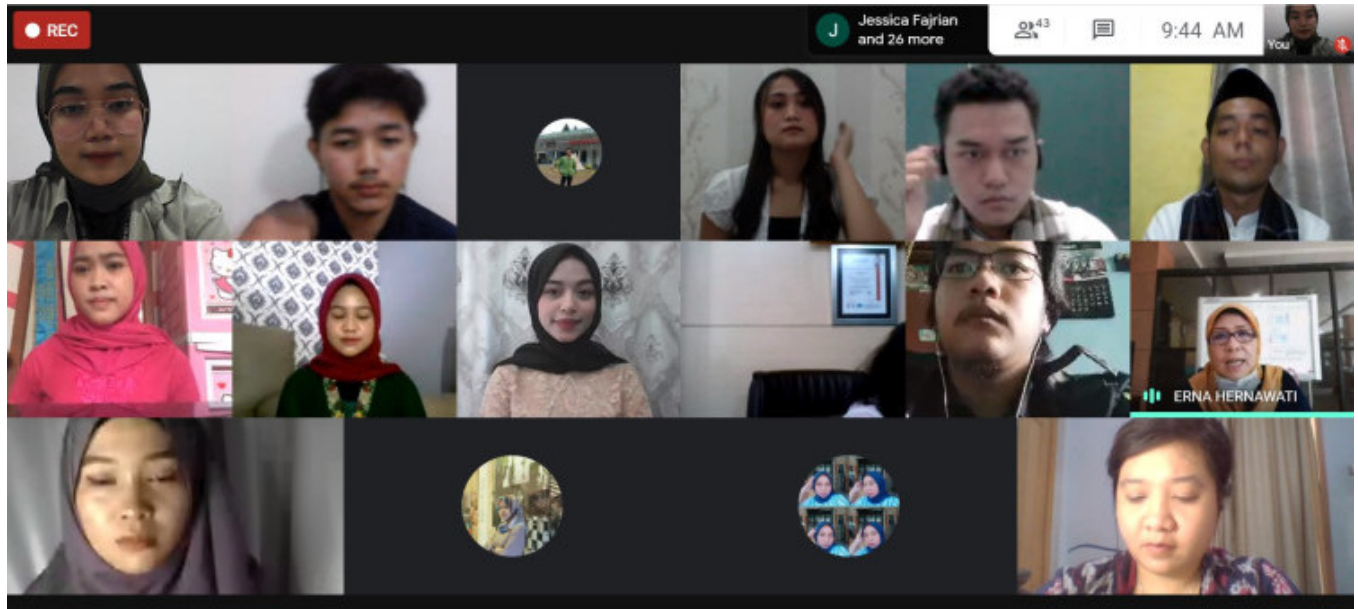 REC
J
Jessica Fajrian
and 26 more
43
9:44 AM
You
ERNA HERNAWATI